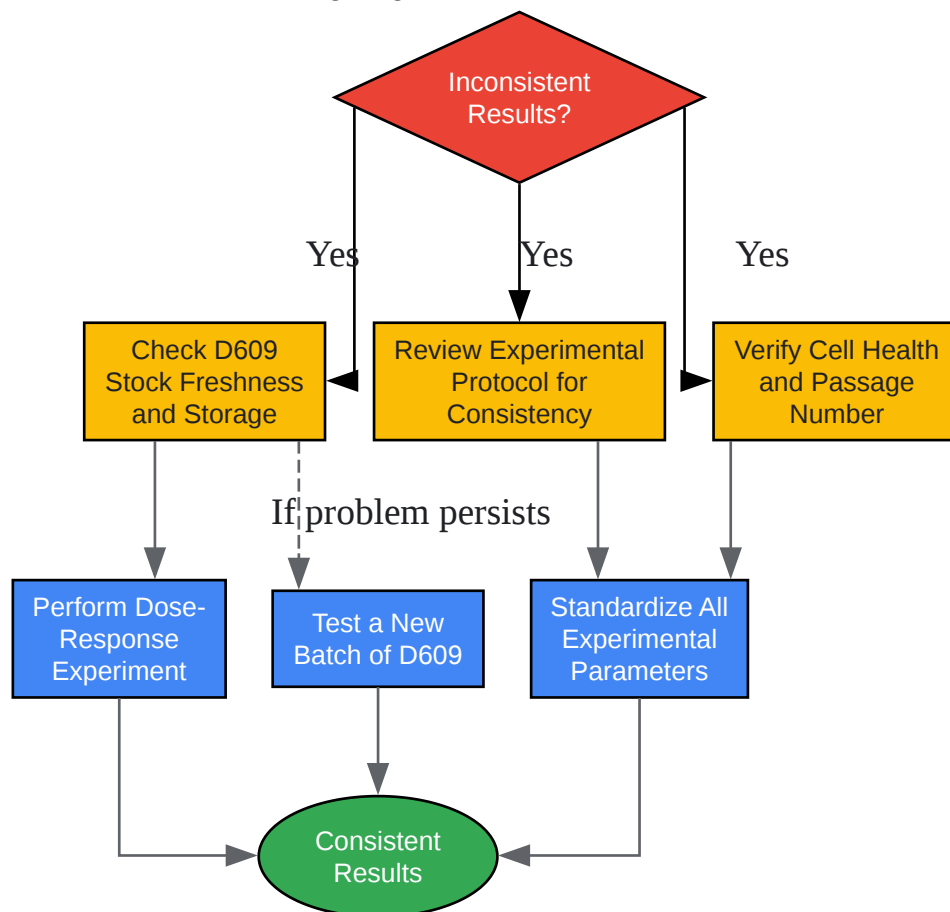 Inconsistent
Results?
Yes
Yes
Yes
Check D609
Stock Freshness
and Storage
Review Experimental
Protocol for
Consistency
Verify Cell Health
and Passage
Number
If problem persists
Perform Dose-
Response
Experiment
Test a New
Batch of D609
Standardize All
Experimental
Parameters
Consistent
Results